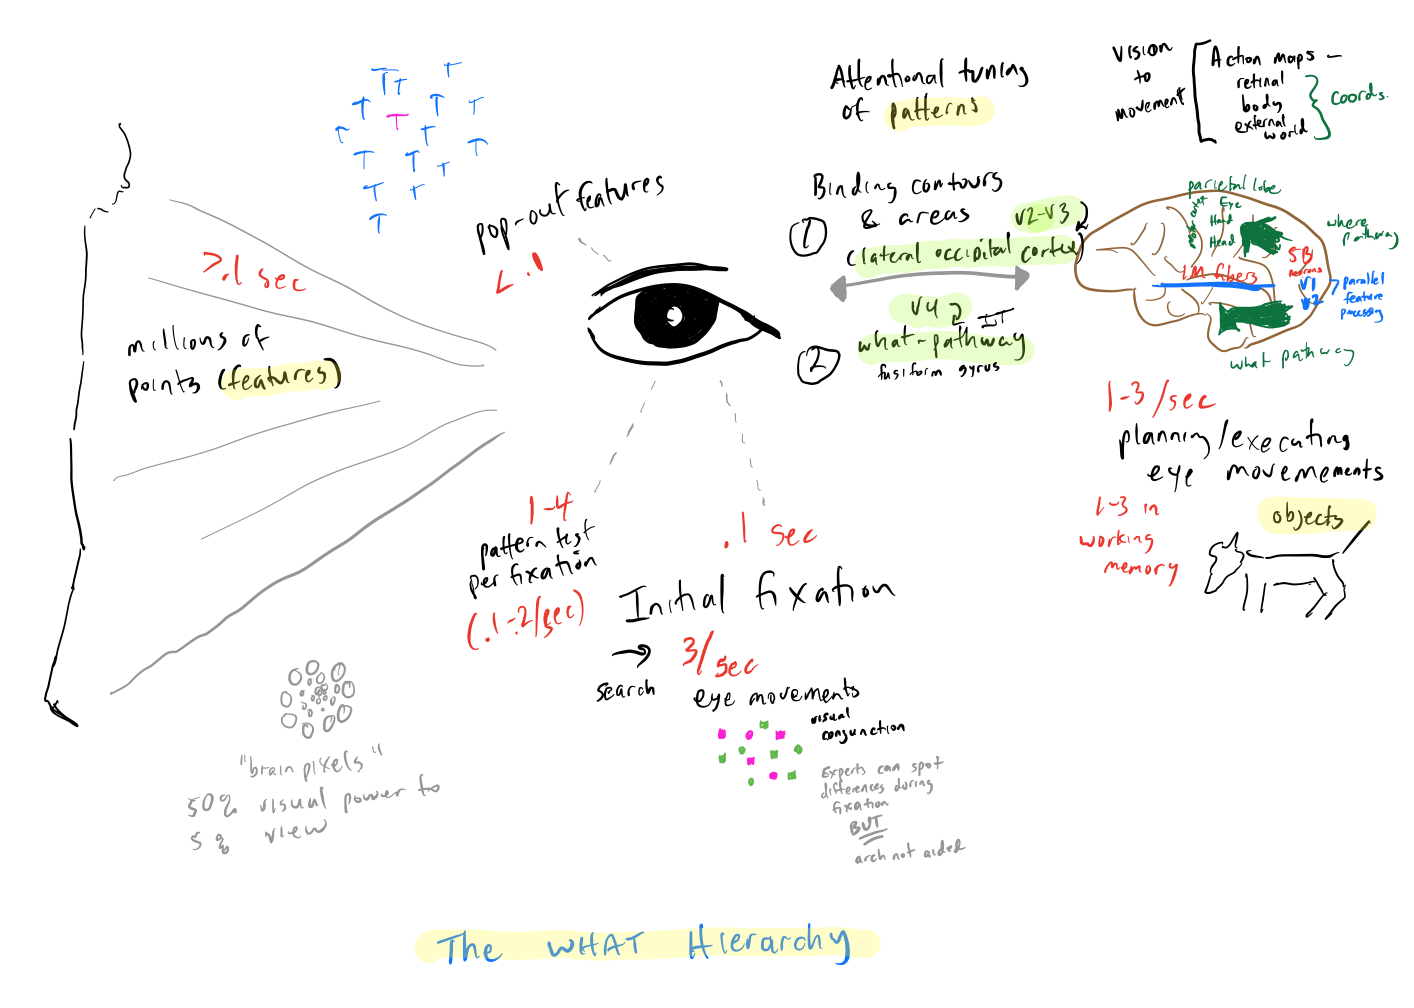 T T T T T T T T T T T T T T T T T
pop-out features
< .1
>.1 sec
millions of
points (features)
Attentional tuning
of patterns
Binding contours
& areas
V2-V3
1
(lateral occipital cortex)
V4
IT
2
what-pathway
fusiform gyrus
vision
to
movement
Action maps –
retinal
body
external
world
coords.
parietal lobe
Eye
Hand
Head
where
pathway
1M fibers
5B
neurons
V1
V2
parallel
feature
processing
what pathway
1-3/sec
planning/executing
eye movemements
1-3 in
working
memory
objects
1-4
pattern test
per fixation
(.1-.2/sec)
.1 sec
Initial fixation
search
3/sec
eye movements
visual
conjunction
Experts can spot
differences during
fixation
BUT
arch not aided
"brain pixels"
50% visual power to
5% view
The WHAT Hierarchy